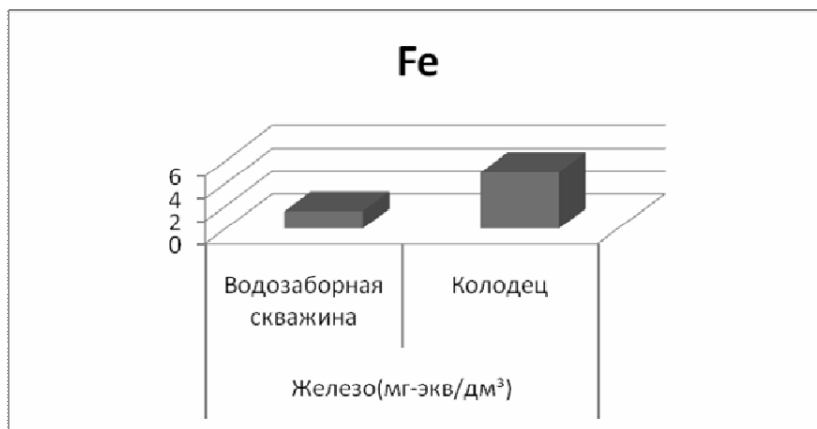 Fe
6
4
2
0
Водозаборная
скважина
Колодец
Железо(мг-экв/дм³)